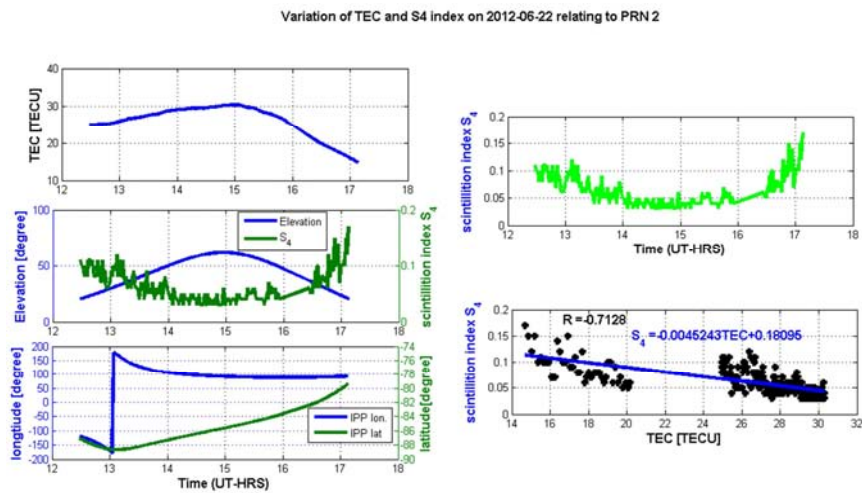 Variation of TEC and S4 index on 2012-06-22 relating to PRN 2
TEC [TECU]
40
30
20
10
12 13 14 15 16 17 18
Elevation [degree]
100
50
0
Elevation
S4
0.2
0.1
0
scintillition index S4
12 13 14 15 16 17 18
longtiude [degree]
200
150
100
50
0
-50
-100
-150
-200
IPP lon.
IPP lat
-74
-76
-78
-80
-82
-84
-86
-88
-90
latitude[degree]
12 13 14 15 16 17 18
Time (UT-HRS)
scintillition index S4
0.2
0.15
0.1
0.05
0
12 13 14 15 16 17 18
Time (UT-HRS)
scintillition index S4
0.2
0.15
0.1
0.05
0
R =-0.7128
S4 =-0.0045243TEC+0.18095
14 16 18 20 22 24 26 28 30 32
TEC [TECU]